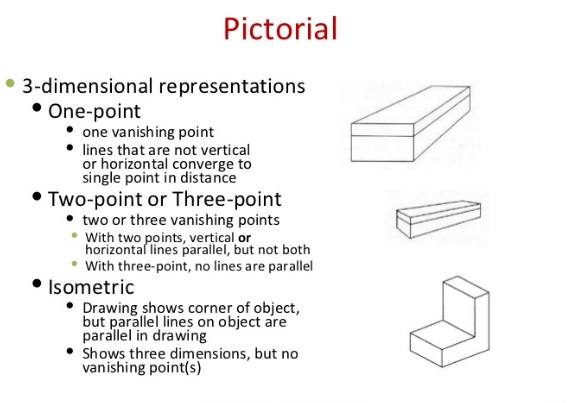 Pictorial
3-dimensional representations
One-point
one vanishing point
lines that are not vertical
or horizontal converge to
single point in distance
Two-point or Three-point
two or three vanishing points
With two points, vertical or
horizontal lines parallel, but not both
With three-point, no lines are parallel
Isometric
Drawing shows corner of object,
but parallel lines on object are
parallel in drawing
Shows three dimensions, but no
vanishing point(s)